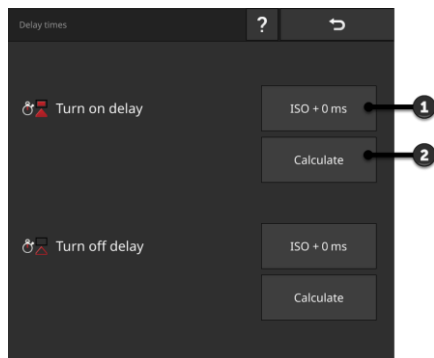 Delay times
?
Turn on delay
ISO + 0 ms
1
Calculate
2
Turn off delay
ISO + 0 ms
Calculate